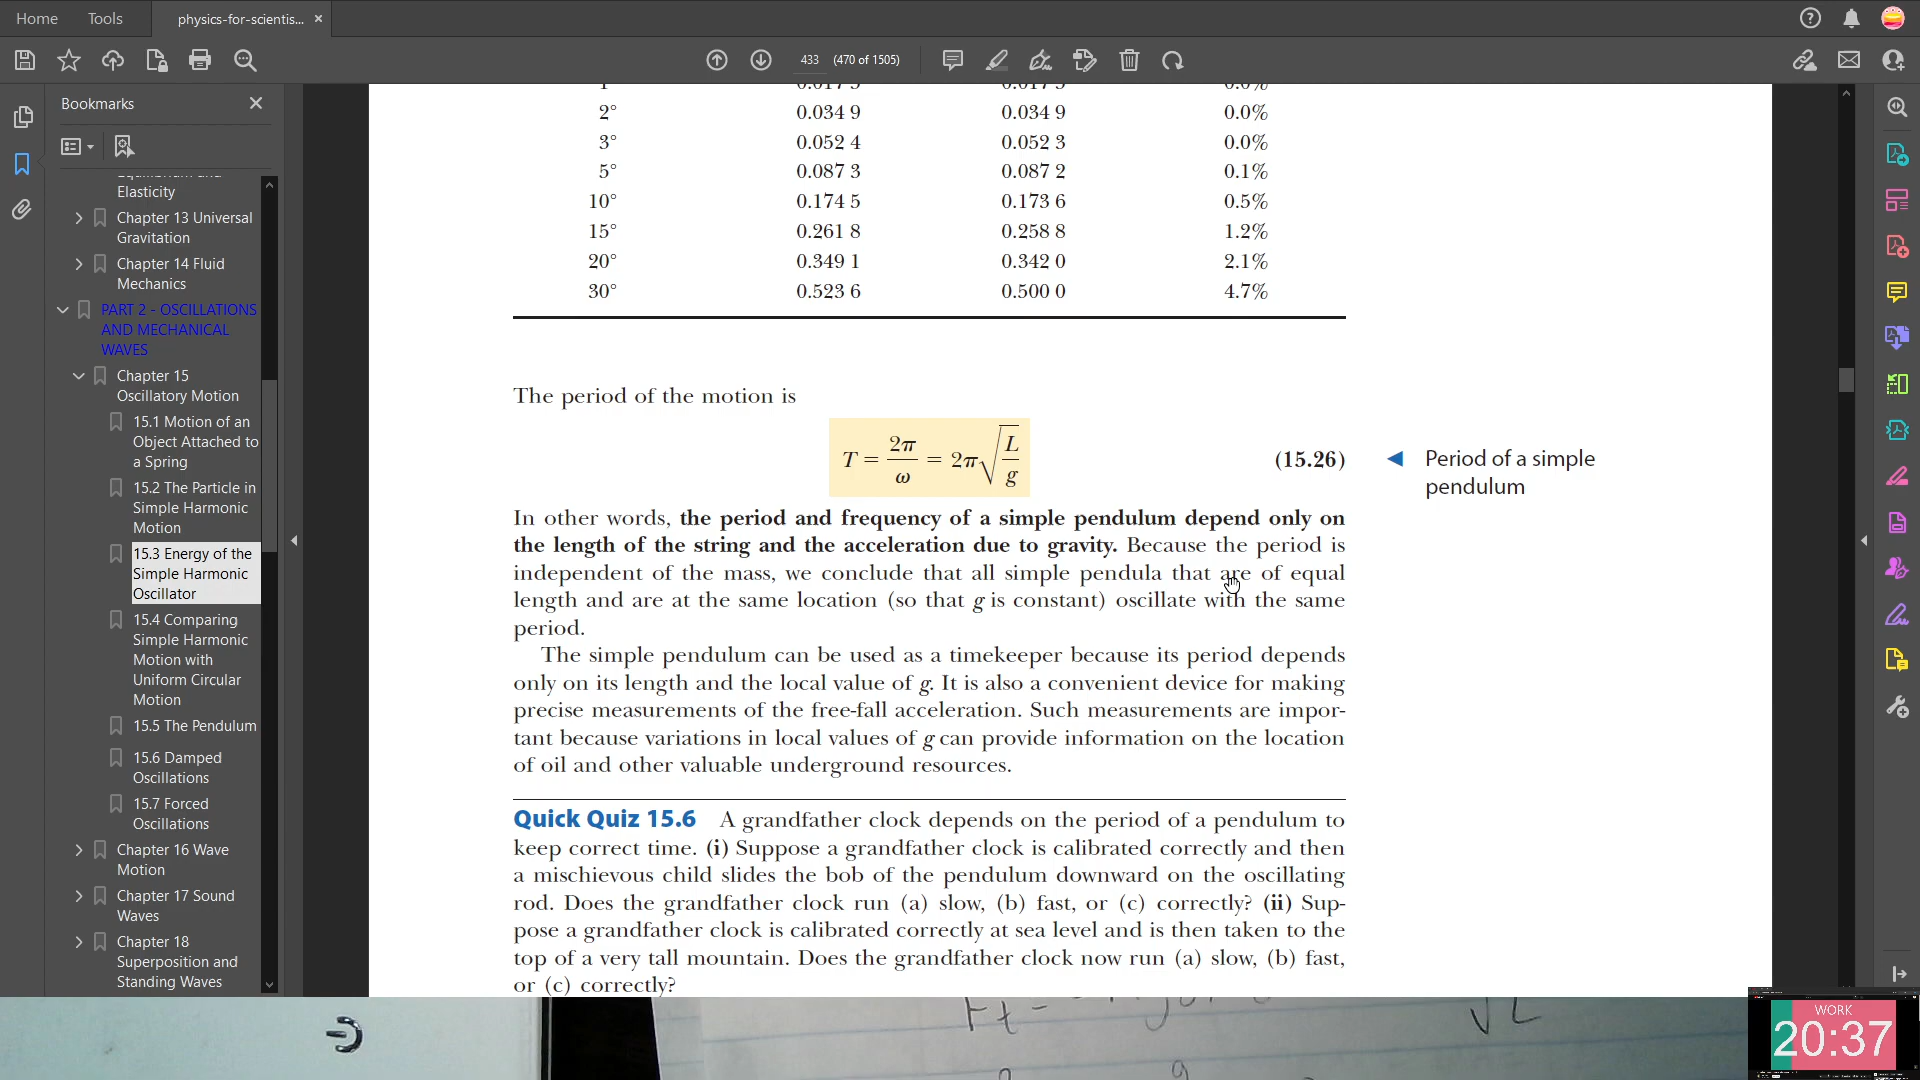 Home
Tools
physics-for-scientis...
433
(470 of 1505)
Bookmarks
Elasticity
Chapter 13 Universal
Gravitation
Chapter 14 Fluid
Mechanics
PART 2 - OSCILLATIONS
AND MECHANICAL
WAVES
Chapter 15
Oscillatory Motion
15.1 Motion of an
Object Attached to
a Spring
15.2 The Particle in
Simple Harmonic
Motion
15.3 Energy of the
Simple Harmonic
Oscillator
15.4 Comparing
Simple Harmonic
Motion with
Uniform Circular
Motion
15.5 The Pendulum
15.6 Damped
Oscillations
15.7 Forced
Oscillations
Chapter 16 Wave
Motion
Chapter 17 Sound
Waves
Chapter 18
Superposition and
Standing Waves
2° 0.034 9 0.034 9 0.0%
3° 0.052 4 0.052 3 0.0%
5° 0.087 3 0.087 2 0.1%
10° 0.174 5 0.173 6 0.5%
15° 0.261 8 0.258 8 1.2%
20° 0.349 1 0.342 0 2.1%
30° 0.523 6 0.500 0 4.7%
The period of the motion is
T = 2π/ω = 2π√(L/g) (15.26)
◀ Period of a simple
pendulum
In other words, the period and frequency of a simple pendulum depend only on
the length of the string and the acceleration due to gravity. Because the period is
independent of the mass, we conclude that all simple pendula that are of equal
length and are at the same location (so that g is constant) oscillate with the same
period.
The simple pendulum can be used as a timekeeper because its period depends
only on its length and the local value of g. It is also a convenient device for making
precise measurements of the free-fall acceleration. Such measurements are impor-
tant because variations in local values of g can provide information on the location
of oil and other valuable underground resources.
Quick Quiz 15.6 A grandfather clock depends on the period of a pendulum to
keep correct time. (i) Suppose a grandfather clock is calibrated correctly and then
a mischievous child slides the bob of the pendulum downward on the oscillating
rod. Does the grandfather clock run (a) slow, (b) fast, or (c) correctly? (ii) Sup-
pose a grandfather clock is calibrated correctly at sea level and is then taken to the
top of a very tall mountain. Does the grandfather clock now run (a) slow, (b) fast,
or (c) correctly?
WORK
20:37